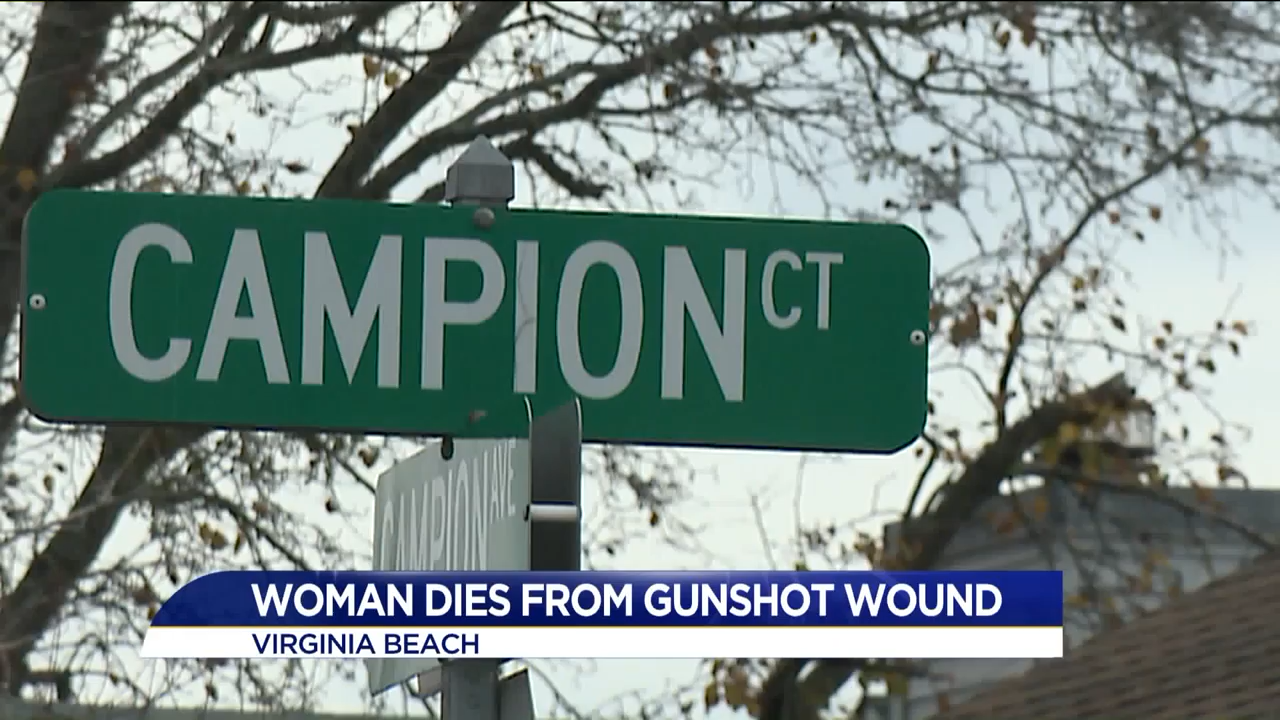 CAMPION CT
CAMPION AVE
WOMAN DIES FROM GUNSHOT WOUND
VIRGINIA BEACH